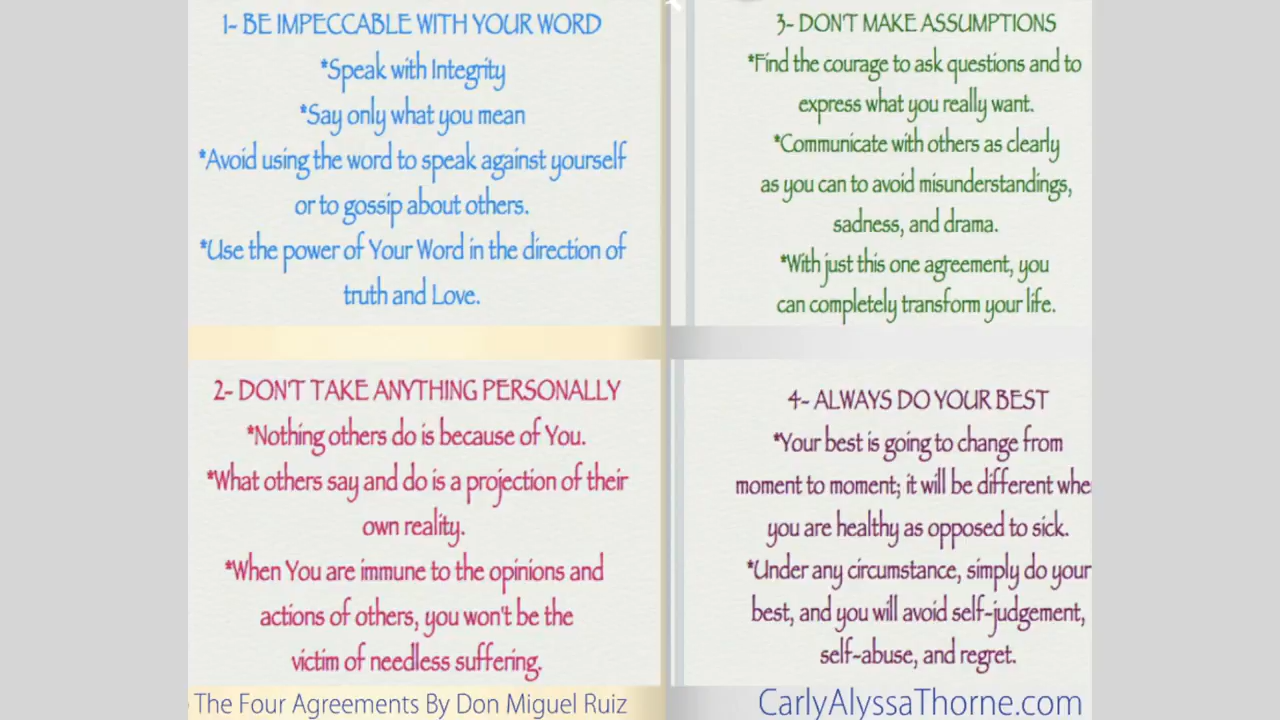 1- BE IMPECCABLE WITH YOUR WORD
*Speak with Integrity
*Say only what you mean
*Avoid using the word to speak against yourself
or to gossip about others.
*Use the power of Your Word in the direction of
truth and Love.
2- DON'T TAKE ANYTHING PERSONALLY
*Nothing others do is because of You.
*What others say and do is a projection of their
own reality.
*When You are immune to the opinions and
actions of others, you won't be the
victim of needless suffering.
The Four Agreements By Don Miguel Ruiz
3- DON'T MAKE ASSUMPTIONS
*Find the courage to ask questions and to
express what you really want.
*Communicate with others as clearly
as you can to avoid misunderstandings,
sadness, and drama.
*With just this one agreement, you
can completely transform your life.
4- ALWAYS DO YOUR BEST
*Your best is going to change from
moment to moment; it will be different whe
you are healthy as opposed to sick.
*Under any circumstance, simply do your
best, and you will avoid self-judgement,
self-abuse, and regret.
CarlyAlyssaThorne.com